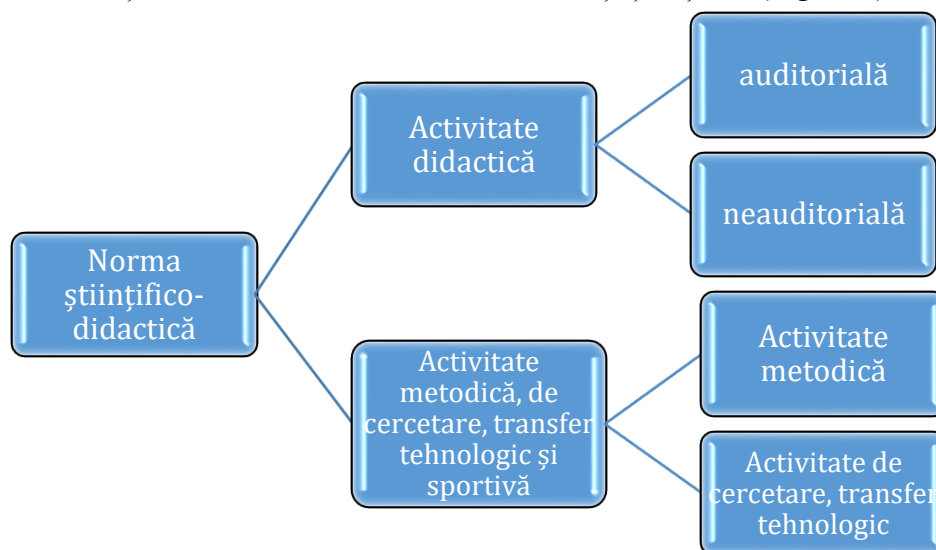 auditorială
Activitate
didactică
neauditorială
Norma
științifico-
didactică
Activitate
metodică, de
cercetare, transfer
tehnologic și
sportivă
Activitate
metodică
Activitate de
cercetare, transfer
tehnologic